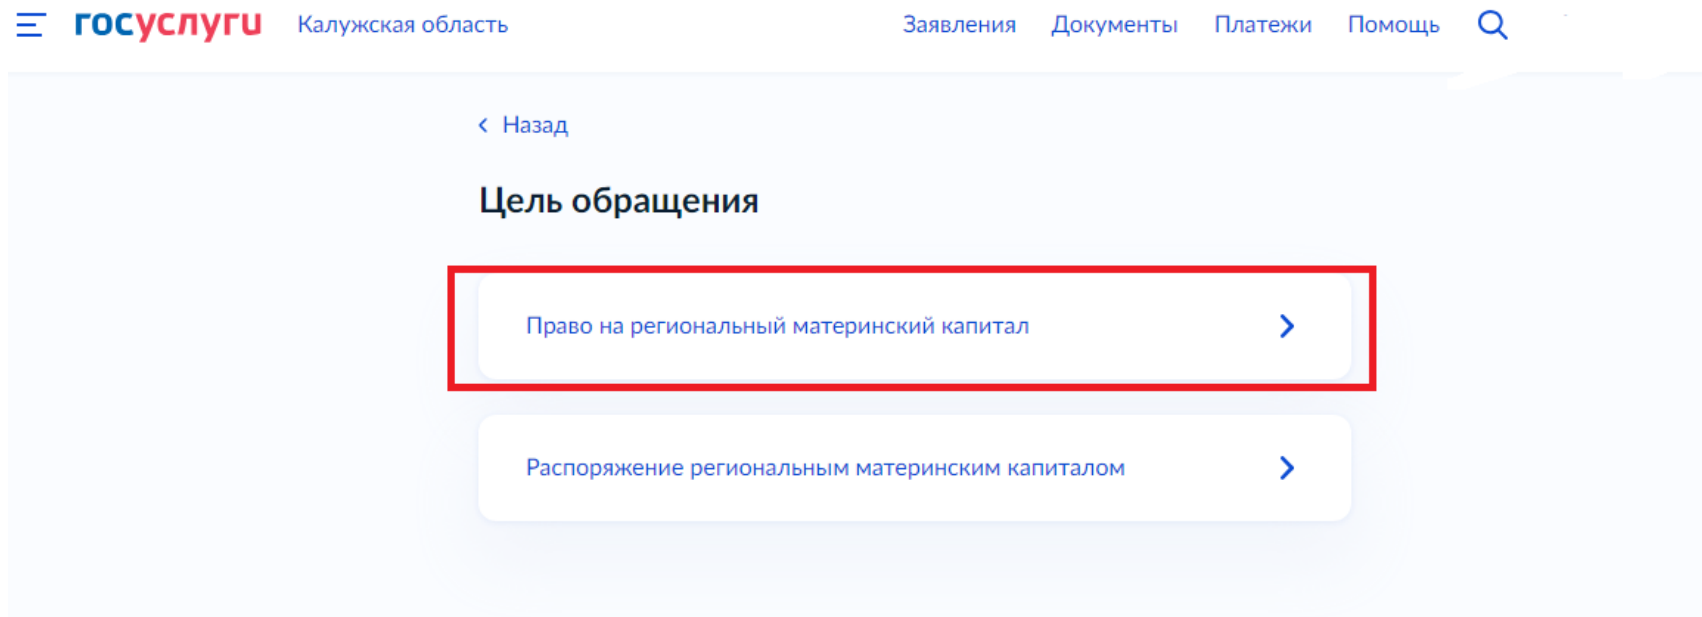 госуслуги Калужская область Заявления Документы Платежи Помощь
Назад
Цель обращения
Право на региональный материнский капитал
Распоряжение региональным материнским капиталом